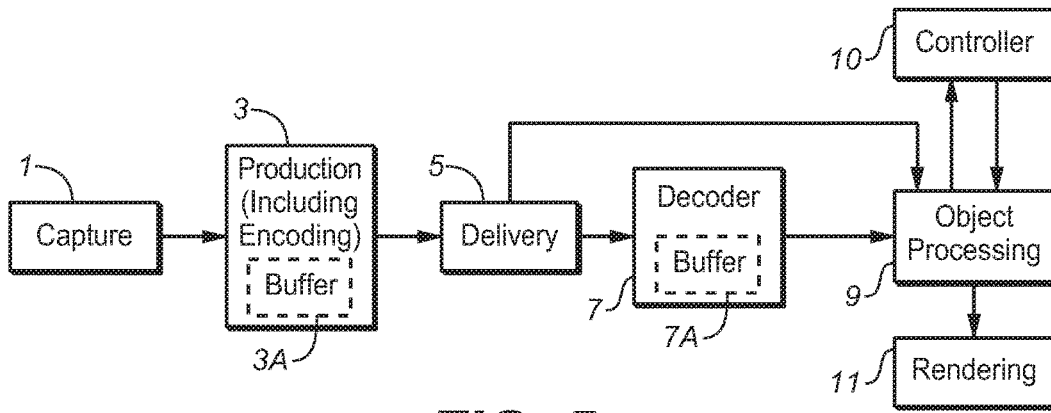 1
Capture
3
Production
(Including
Encoding)
Buffer
3A
5
Delivery
Decoder
Buffer
7
7A
10
Controller
Object
Processing
9
11
Rendering